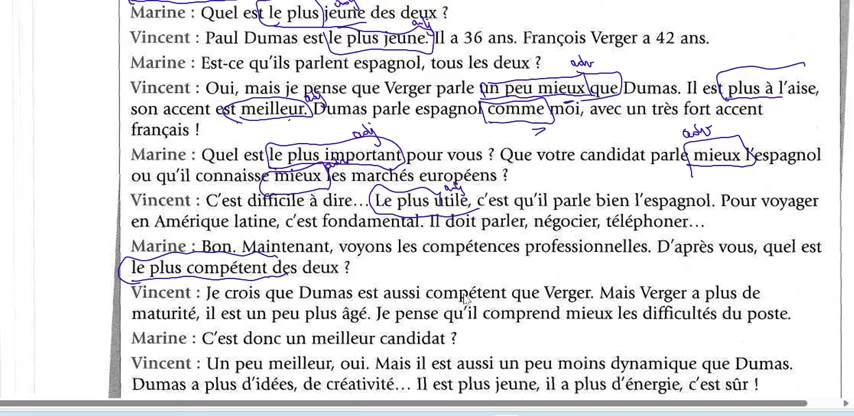 Marine : Quel est le plus jeune des deux ?
Vincent : Paul Dumas est le plus jeune. Il a 36 ans. François Verger a 42 ans.
Marine : Est-ce qu'ils parlent espagnol, tous les deux ?
adv
Vincent : Oui, mais je pense que Verger parle un peu mieux que Dumas. Il est plus à l'aise,
son accent est meilleur. Dumas parle espagnol comme moi, avec un très fort accent
français !
adj adv
Marine : Quel est le plus important pour vous ? Que votre candidat parle mieux l'espagnol
ou qu'il connaisse mieux les marchés européens ?
Vincent : C'est difficile à dire… Le plus utile, c'est qu'il parle bien l'espagnol. Pour voyager
en Amérique latine, c'est fondamental. Il doit parler, négocier, téléphoner…
Marine : Bon. Maintenant, voyons les compétences professionnelles. D'après vous, quel est
le plus compétent des deux ?
Vincent : Je crois que Dumas est aussi compétent que Verger. Mais Verger a plus de
maturité, il est un peu plus âgé. Je pense qu'il comprend mieux les difficultés du poste.
Marine : C'est donc un meilleur candidat ?
Vincent : Un peu meilleur, oui. Mais il est aussi un peu moins dynamique que Dumas.
Dumas a plus d'idées, de créativité… Il est plus jeune, il a plus d'énergie, c'est sûr !